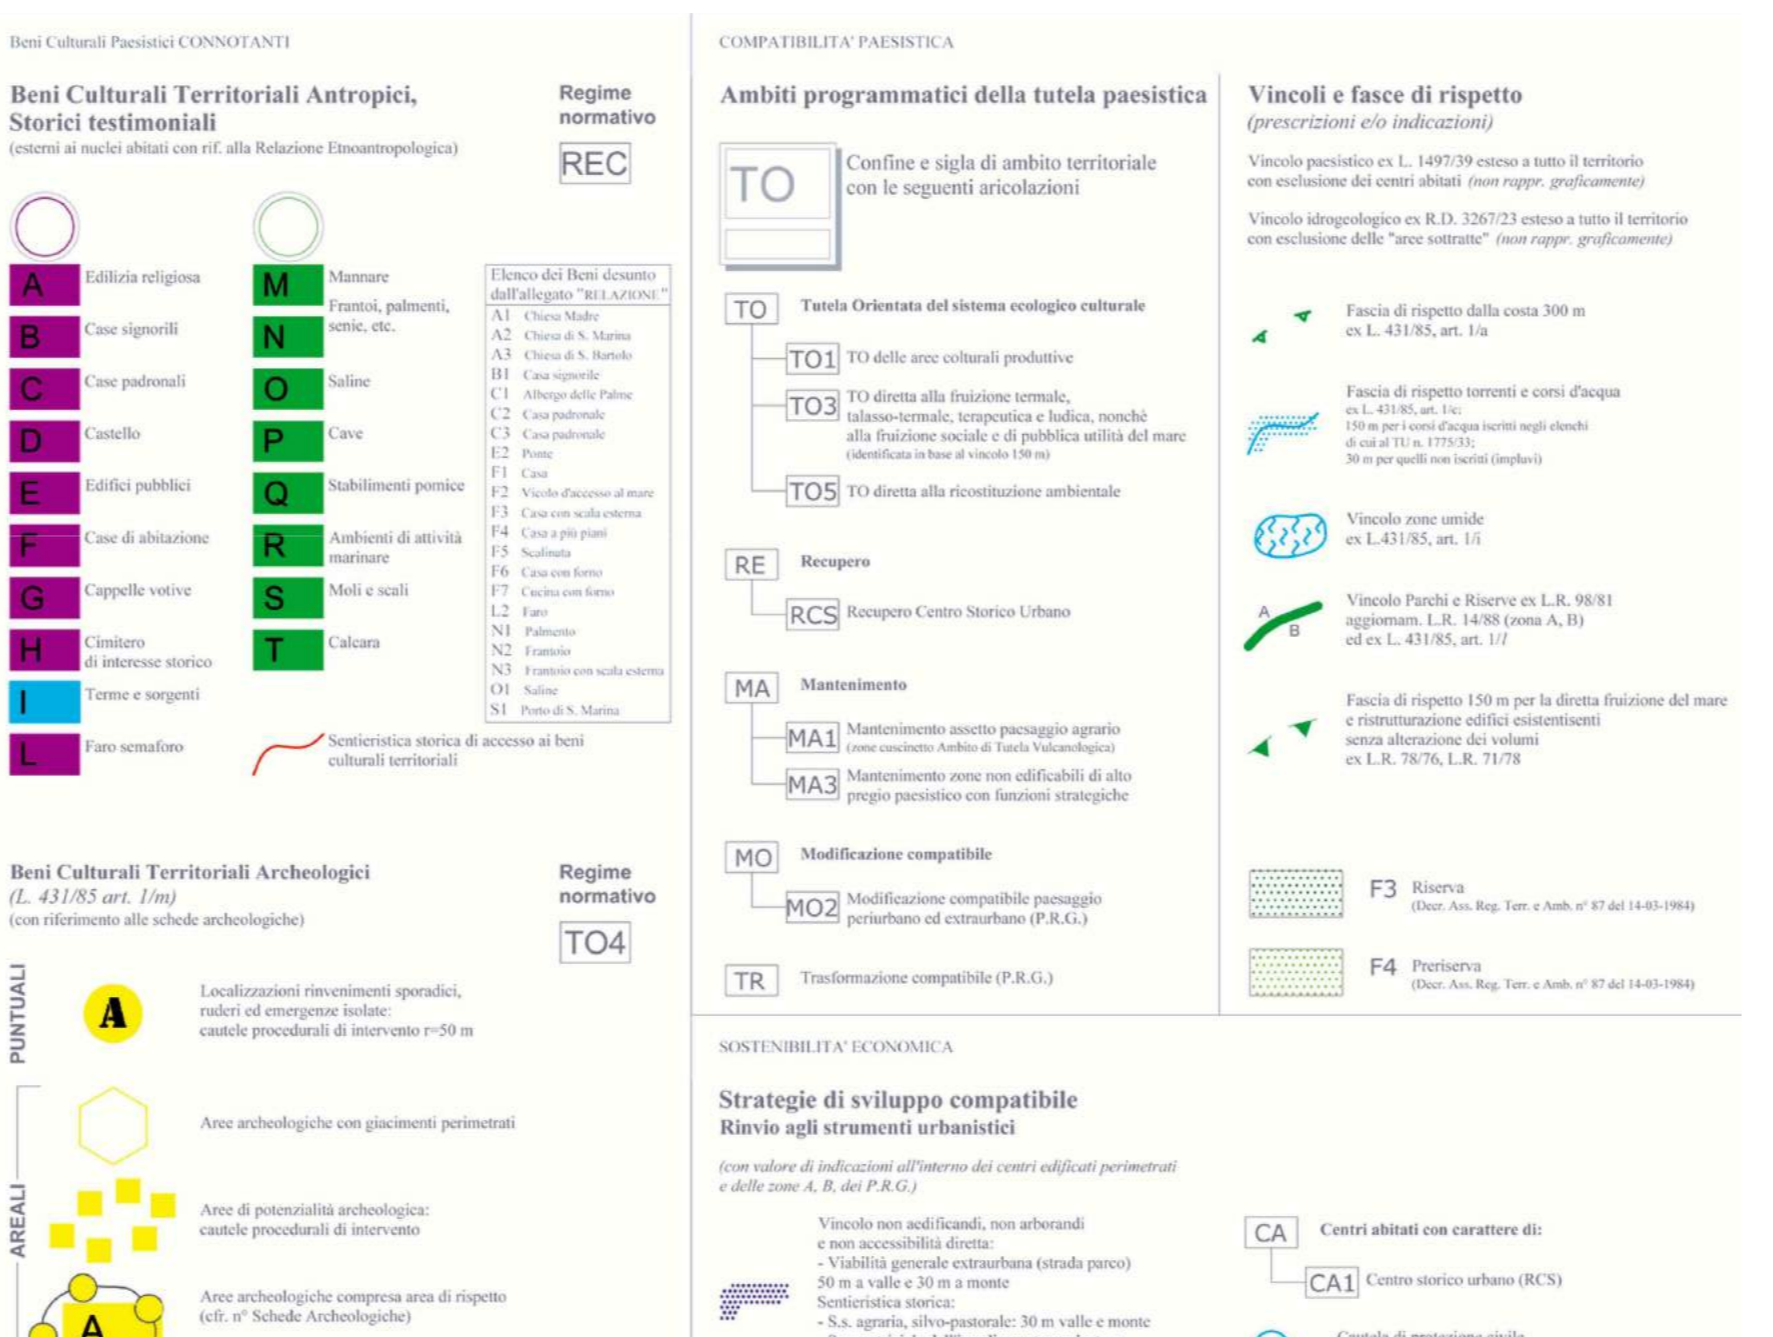 Beni Culturali Paesistici CONNOTANTI
Beni Culturali Territoriali Antropici,
Storici testimoniali
(esterni ai nuclei abitati con rif. alla Relazione Etnoantropologica)
Regime
normativo
REC
A Edilizia religiosa
B Case signorili
C Case padronali
D Castello
E Edifici pubblici
F Case di abitazione
G Cappelle votive
H Cimitero
di interesse storico
I Terme e sorgenti
L Faro semaforo
M Mannare
N Frantoi, palmenti,
senie, etc.
O Saline
P Cave
Q Stabilimenti pomice
R Ambienti di attività
marinare
S Moli e scali
T Calcara
Sentieristica storica di accesso ai beni
culturali territoriali
Elenco dei Beni desunto
dall'allegato "RELAZIONE"
A1 Chiesa Madre
A2 Chiesa di S. Marina
A3 Chiesa di S. Bartolo
B1 Casa signorile
C1 Albergo delle Palme
C2 Casa padronale
C3 Casa padronale
E2 Ponte
F1 Casa
F2 Vicolo d'accesso al mare
F3 Casa con scala esterna
F4 Casa a più piani
F5 Scalinata
F6 Casa con forno
F7 Cucina con forno
L2 Faro
N1 Palmento
N2 Frantoio
N3 Frantoio con scala esterna
O1 Saline
S1 Porto di S. Marina
Beni Culturali Territoriali Archeologici
(L. 431/85 art. 1/m)
(con riferimento alle schede archeologiche)
Regime
normativo
TO4
PUNTUALI
A
Localizzazioni rinvenimenti sporadici,
ruderi ed emergenze isolate:
cautele procedurali di intervento r=50 m
AREALI
Aree archeologiche con giacimenti perimetrati
Aree di potenzialità archeologica:
cautele procedurali di intervento
A
Aree archeologiche compresa area di rispetto
(cfr. n° Schede Archeologiche)
COMPATIBILITA' PAESISTICA
Ambiti programmatici della tutela paesistica
TO
Confine e sigla di ambito territoriale
con le seguenti aricolazioni
TO Tutela Orientata del sistema ecologico culturale
TO1 TO delle aree colturali produttive
TO3 TO diretta alla fruizione termale,
talasso-termale, terapeutica e ludica, nonchè
alla fruizione sociale e di pubblica utilità del mare
(identificata in base al vincolo 150 m)
TO5 TO diretta alla ricostituzione ambientale
RE Recupero
RCS Recupero Centro Storico Urbano
MA Mantenimento
MA1 Mantenimento assetto paesaggio agrario
(zone cuscinetto Ambito di Tutela Vulcanologica)
MA3 Mantenimento zone non edificabili di alto
pregio paesistico con funzioni strategiche
MO Modificazione compatibile
MO2 Modificazione compatibile paesaggio
periurbano ed extraurbano (P.R.G.)
TR Trasformazione compatibile (P.R.G.)
Vincoli e fasce di rispetto
(prescrizioni e/o indicazioni)
Vincolo paesistico ex L. 1497/39 esteso a tutto il territorio
con esclusione dei centri abitati (non rappr. graficamente)
Vincolo idrogeologico ex R.D. 3267/23 esteso a tutto il territorio
con esclusione delle "aree sottratte" (non rappr. graficamente)
Fascia di rispetto dalla costa 300 m
ex L. 431/85, art. 1/a
Fascia di rispetto torrenti e corsi d'acqua
ex L. 431/85, art. 1/c:
150 m per i corsi d'acqua iscritti negli elenchi
di cui al TU n. 1775/33;
30 m per quelli non iscritti (impluvi)
Vincolo zone umide
ex L.431/85, art. 1/i
A
B
Vincolo Parchi e Riserve ex L.R. 98/81
aggiornam. L.R. 14/88 (zona A, B)
ed ex L. 431/85, art. 1/l
Fascia di rispetto 150 m per la diretta fruizione del mare
e ristrutturazione edifici esistentisenti
senza alterazione dei volumi
ex L.R. 78/76, L.R. 71/78
F3 Riserva
(Decr. Ass. Reg. Terr. e Amb. n° 87 del 14-03-1984)
F4 Preriserva
(Decr. Ass. Reg. Terr. e Amb. n° 87 del 14-03-1984)
SOSTENIBILITA' ECONOMICA
Strategie di sviluppo compatibile
Rinvio agli strumenti urbanistici
(con valore di indicazioni all'interno dei centri edificati perimetrati
e delle zone A, B, dei P.R.G.)
Vincolo non aedificandi, non arborandi
e non accessibilità diretta:
- Viabilità generale extraurbana (strada parco)
50 m a valle e 30 m a monte
Sentieristica storica:
- S.s. agraria, silvo-pastorale: 30 m valle e monte
CA Centri abitati con carattere di:
CA1 Centro storico urbano (RCS)
Cautela di protezione civile